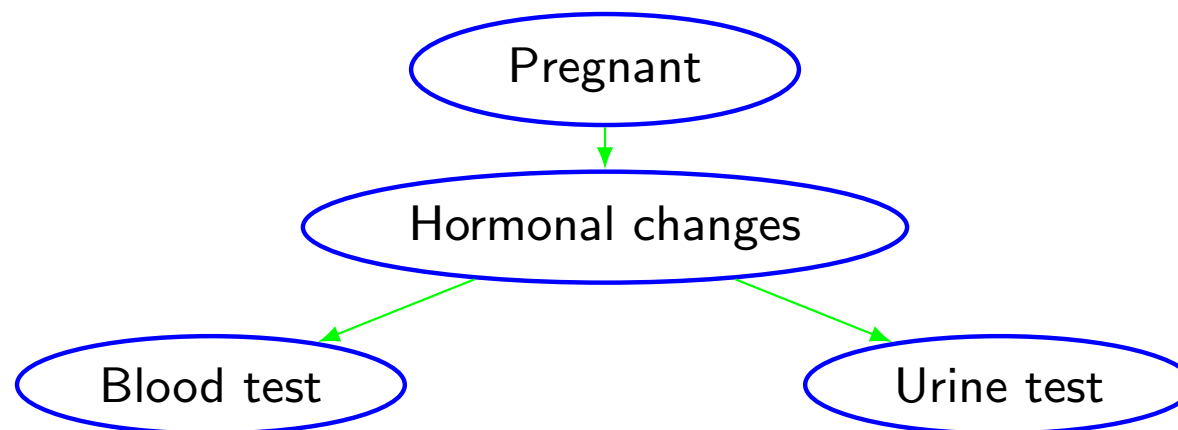 Pregnant
Hormonal changes
Blood test
Urine test